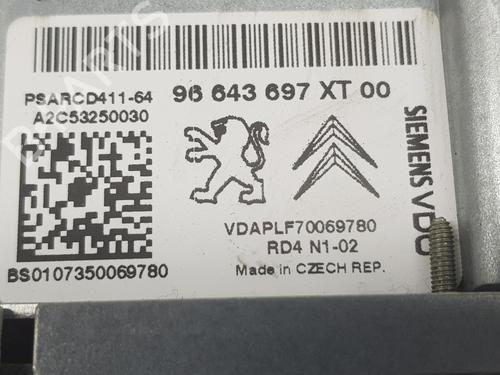 PSARCD411-64
A2C53250030
96 643 697 XT 00
SIEMENS VDO
VDAPLF70069780
RD4 N1-02
BS0107350069780
Made in CZECH REP.